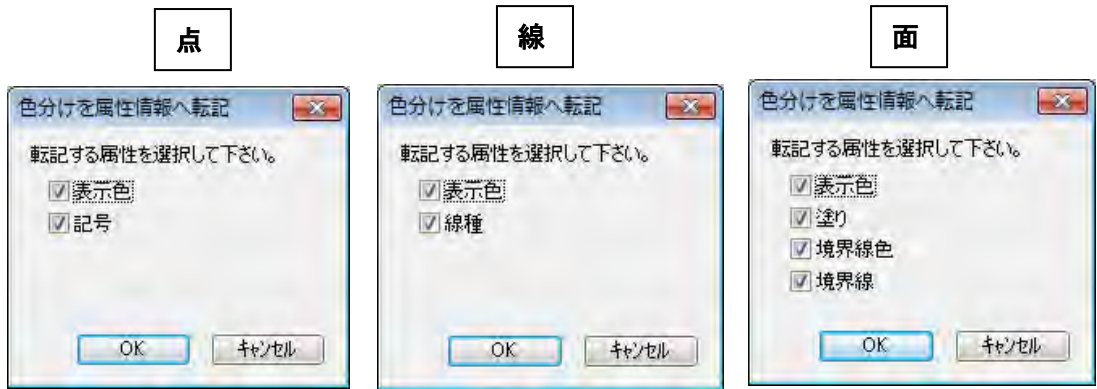 点
色分けを属性情報へ転記
転記する属性を選択して下さい。
表示色
記号
OK
キャンセル
線
色分けを属性情報へ転記
転記する属性を選択して下さい。
表示色
線種
OK
キャンセル
面
色分けを属性情報へ転記
転記する属性を選択して下さい。
表示色
塗り
境界線色
境界線
OK
キャンセル